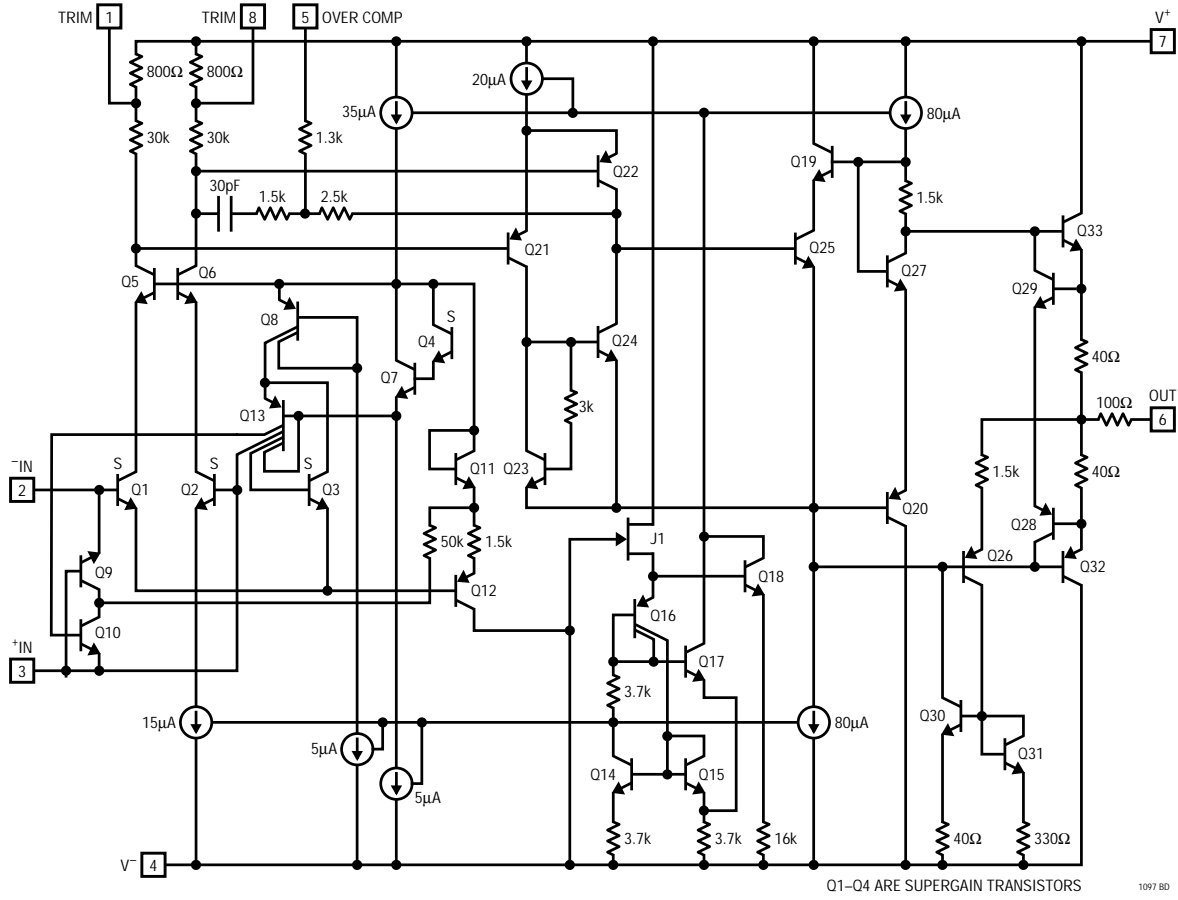 TRIM 1
TRIM 8
5 OVER COMP
V+
7
800Ω
800Ω
20µA
35µA
80µA
30k
30k
1.3k
Q19
Q22
30pF
1.5k
2.5k
1.5k
Q33
Q21
Q25
Q5
Q6
Q27
Q29
Q8
S
Q4
Q24
Q7
40Ω
Q13
3k
100Ω
OUT
6
S
S
S
Q11
Q23
1.5k
40Ω
−IN
2
Q1
Q2
Q3
Q20
Q28
50k
1.5k
J1
Q26
Q32
Q9
Q12
Q18
Q16
Q10
+IN
3
Q17
3.7k
15µA
80µA
Q30
5µA
Q31
Q14
Q15
5µA
3.7k
3.7k
16k
40Ω
330Ω
V− 4
Q1–Q4 ARE SUPERGAIN TRANSISTORS
1097 BD